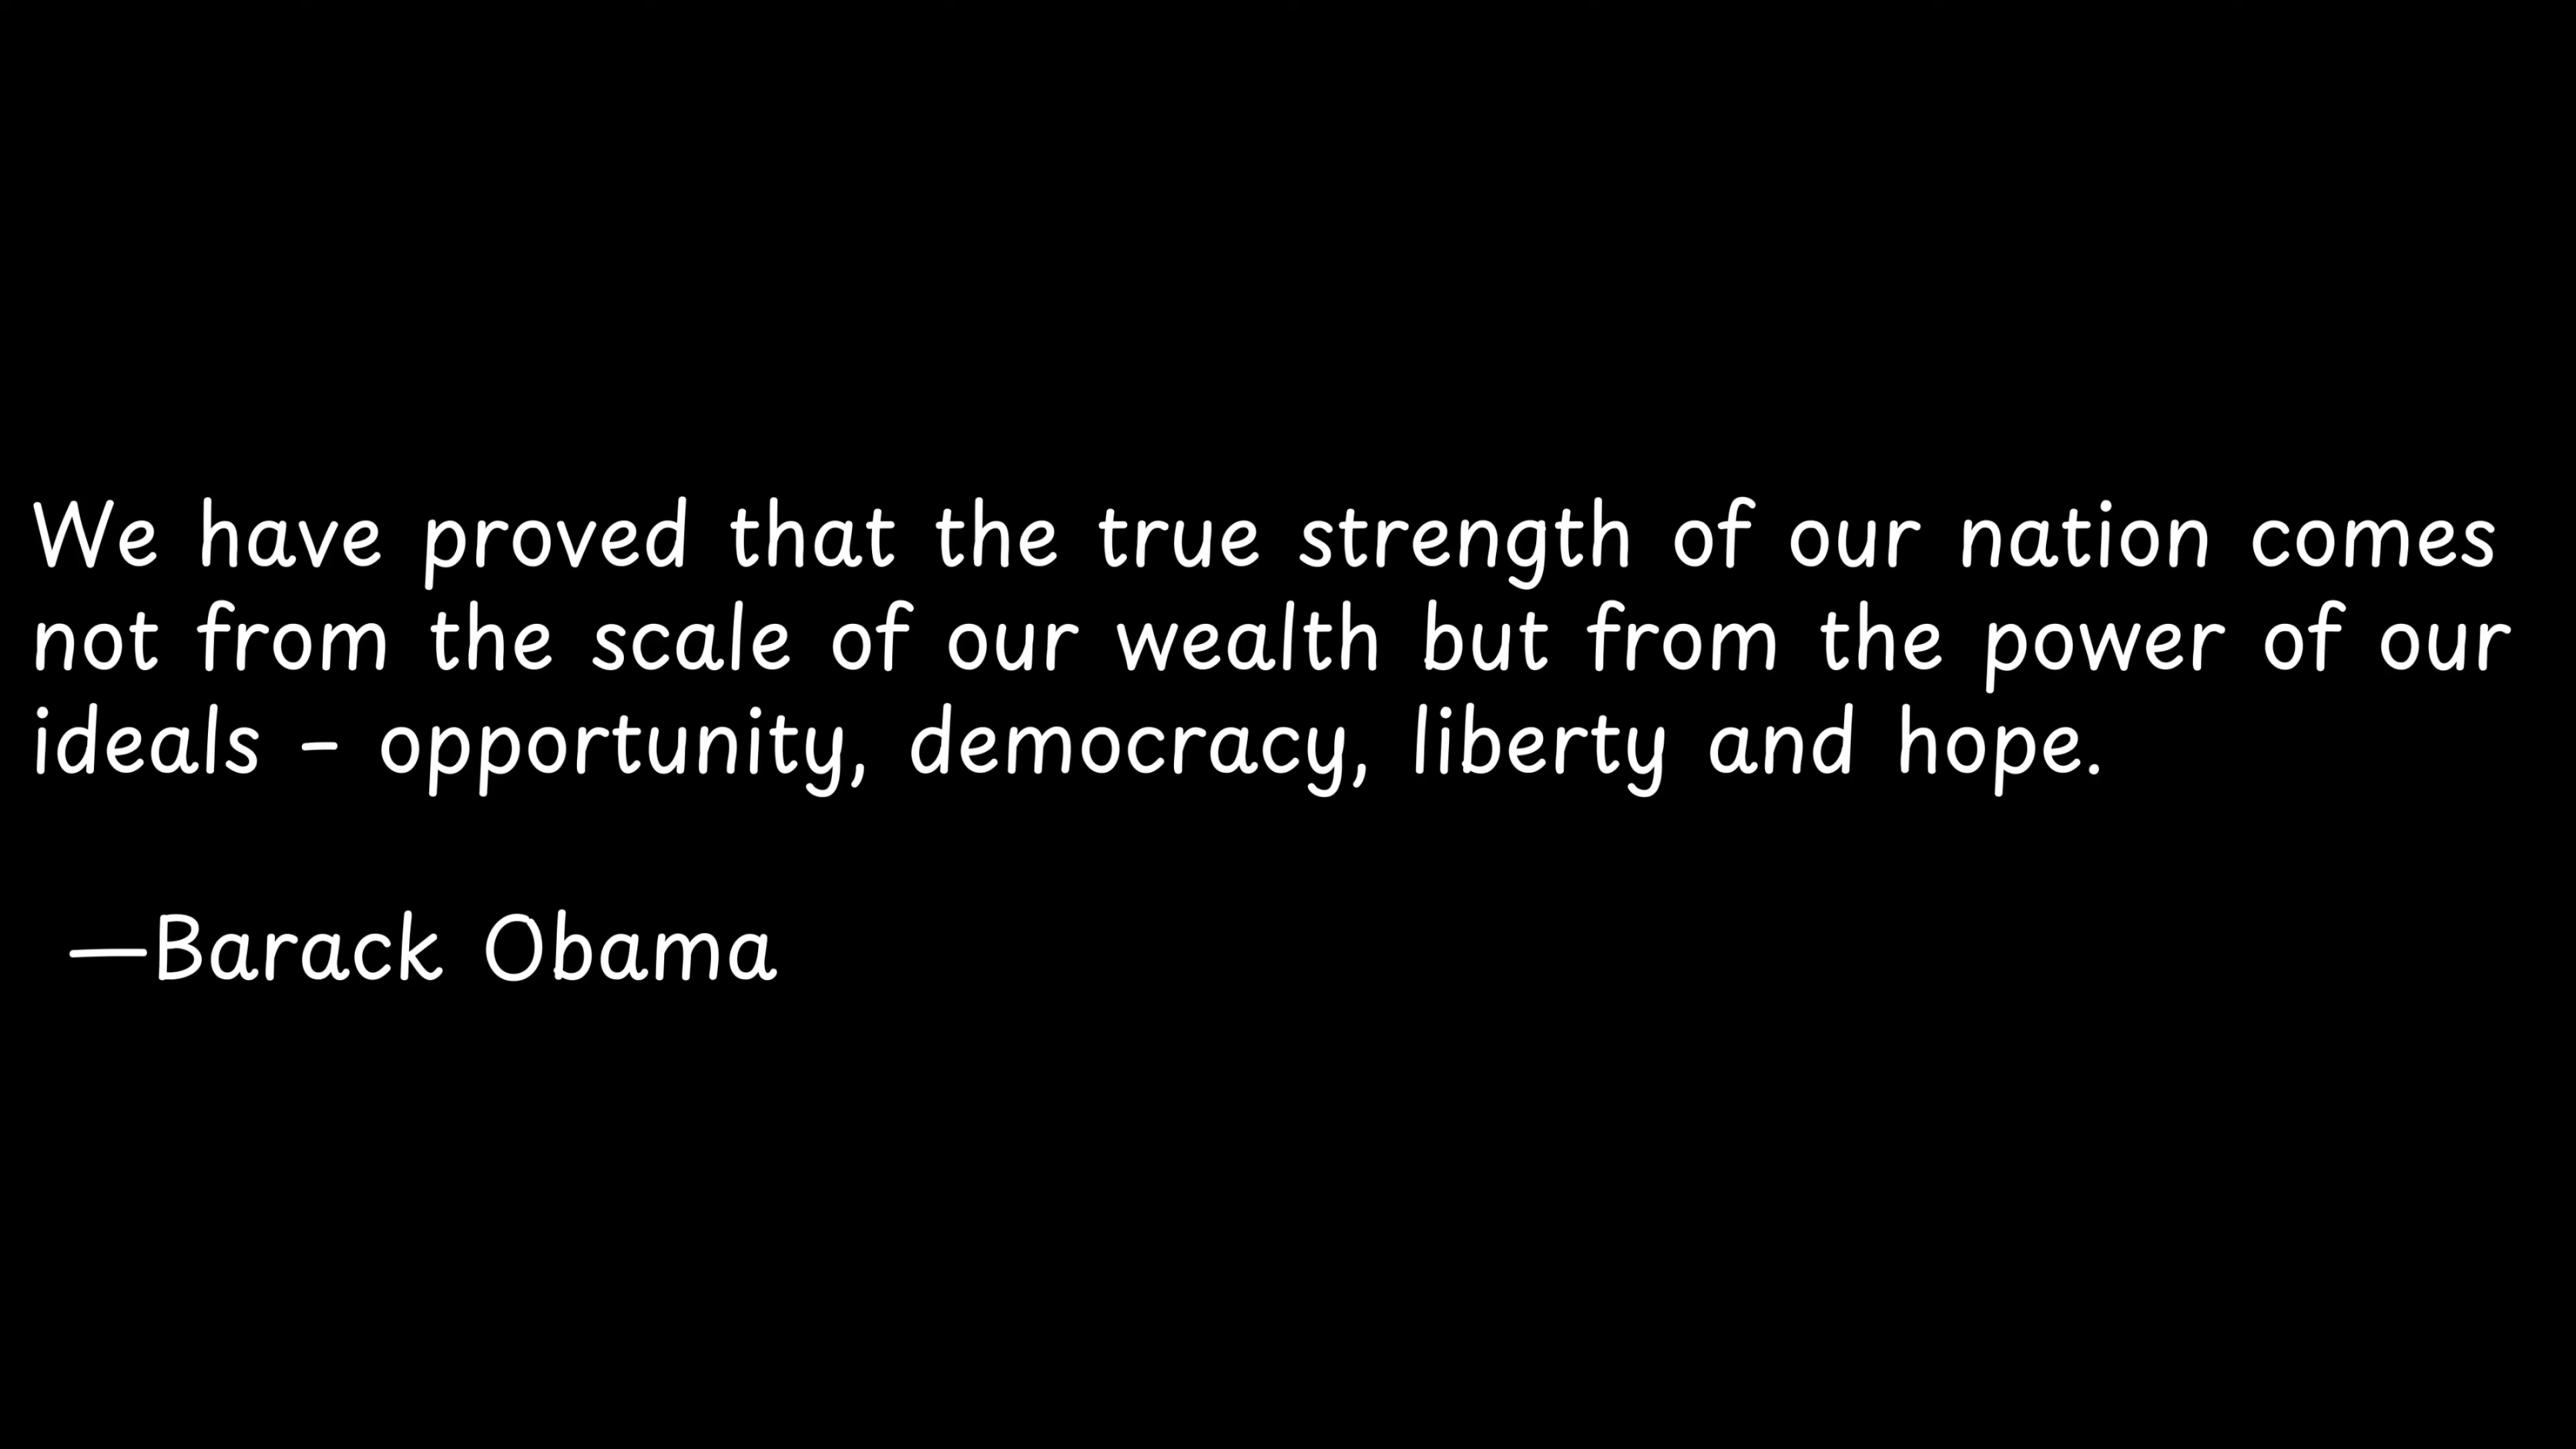 We have proved that the true strength of our nation comes
not from the scale of our wealth but from the power of our
ideals - opportunity, democracy, liberty and hope.
—Barack Obama